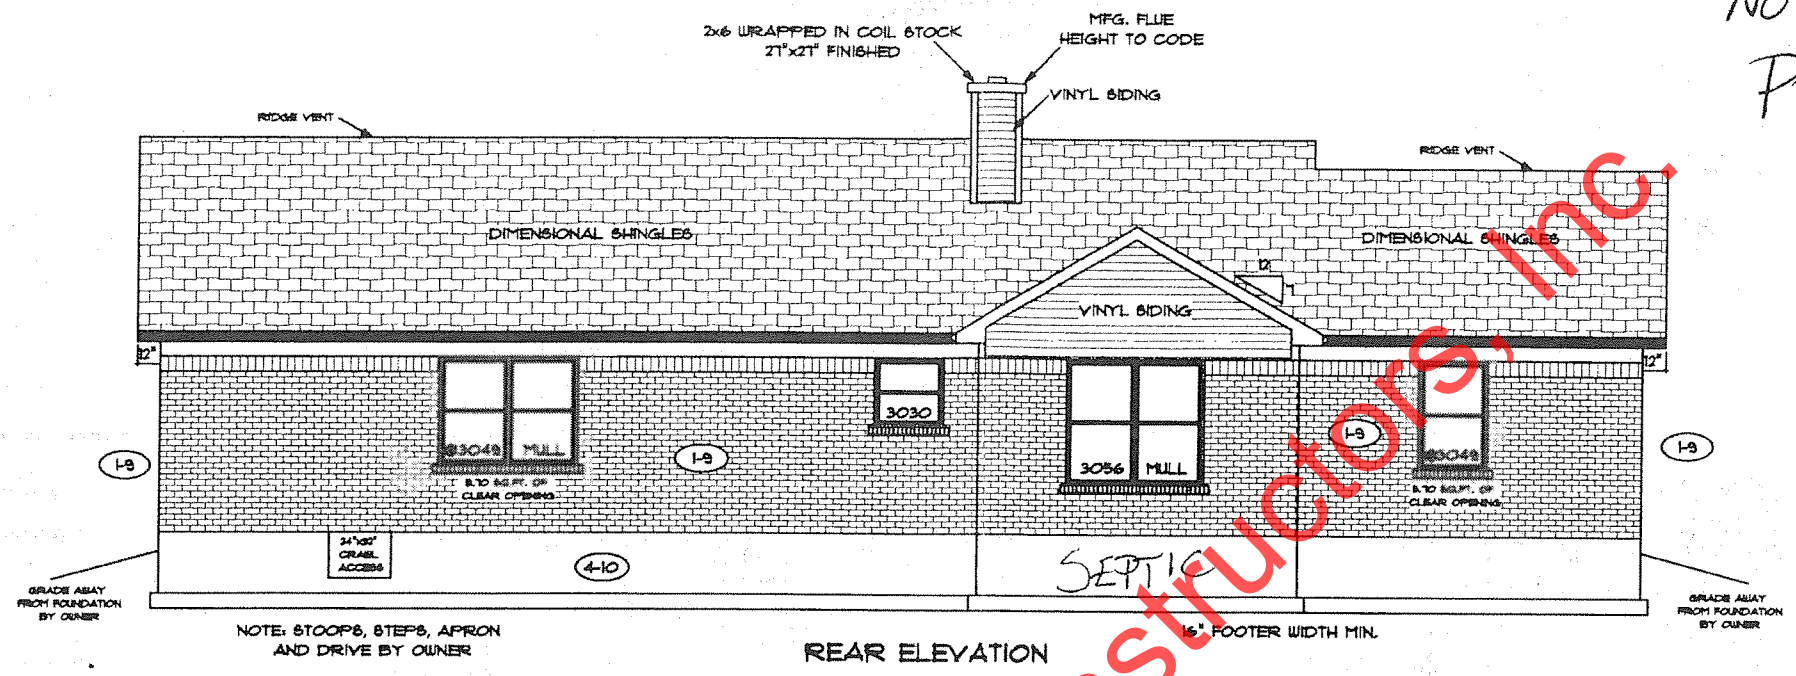 NO
P
2x6 WRAPPED IN COIL STOCK
27"x27" FINISHED
MFG. FLUE
HEIGHT TO CODE
VINYL SIDING
RIDGE VENT
RIDGE VENT
DIMENSIONAL SHINGLES
DIMENSIONAL SHINGLES
12
7
VINYL SIDING
12"
12"
3030
@3049 MULL
3056 MULL
@3049
1-9
1-9
1-9
1-9
5.70 SQ.FT. OF
CLEAR OPENING
5.70 SQ.FT. OF
CLEAR OPENING
CRAWL
ACCESS
4-10
SEPTIC
GRADE AWAY
FROM FOUNDATION
BY OWNER
GRADE AWAY
FROM FOUNDATION
BY OWNER
NOTE: STOOPS, STEPS, APRON
AND DRIVE BY OWNER
REAR ELEVATION
16" FOOTER WIDTH MIN.
structors, Inc.